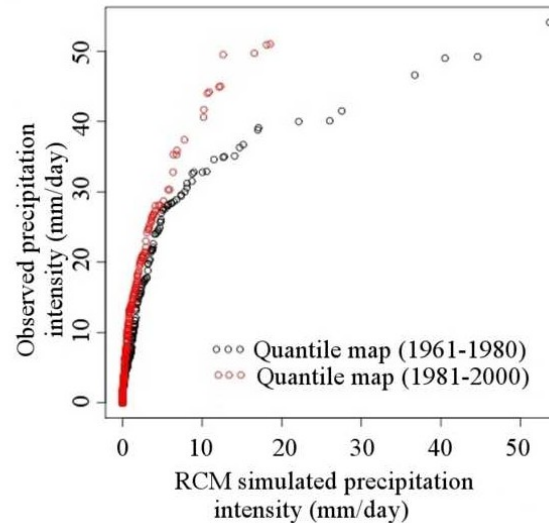 Observed precipitation
intensity (mm/day)
50
40
30
20
10
0
Quantile map (1961-1980)
Quantile map (1981-2000)
0 10 20 30 40 50
RCM simulated precipitation
intensity (mm/day)